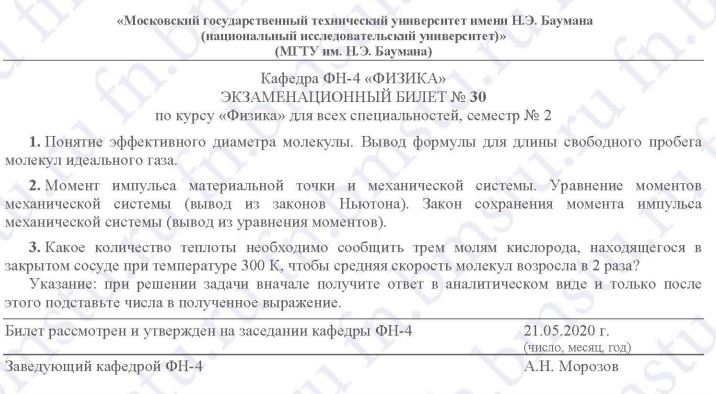 «Московский государственный технический университет имени Н.Э. Баумана
(национальный исследовательский университет)»
(МГТУ им. Н.Э. Баумана)
Кафедра ФН-4 «ФИЗИКА»
ЭКЗАМЕНАЦИОННЫЙ БИЛЕТ № 30
по курсу «Физика» для всех специальностей, семестр № 2
1. Понятие эффективного диаметра молекулы. Вывод формулы для длины свободного пробега
молекул идеального газа.
2. Момент импульса материальной точки и механической системы. Уравнение моментов
механической системы (вывод из законов Ньютона). Закон сохранения момента импульса
механической системы (вывод из уравнения моментов).
3. Какое количество теплоты необходимо сообщить трем молям кислорода, находящегося в
закрытом сосуде при температуре 300 К, чтобы средняя скорость молекул возросла в 2 раза?
Указание: при решении задачи вначале получите ответ в аналитическом виде и только после
этого подставьте числа в полученное выражение.
Билет рассмотрен и утвержден на заседании кафедры ФН-4 21.05.2020 г.
(число, месяц, год)
Заведующий кафедрой ФН-4 А.Н. Морозов
fn.bmstu.ru